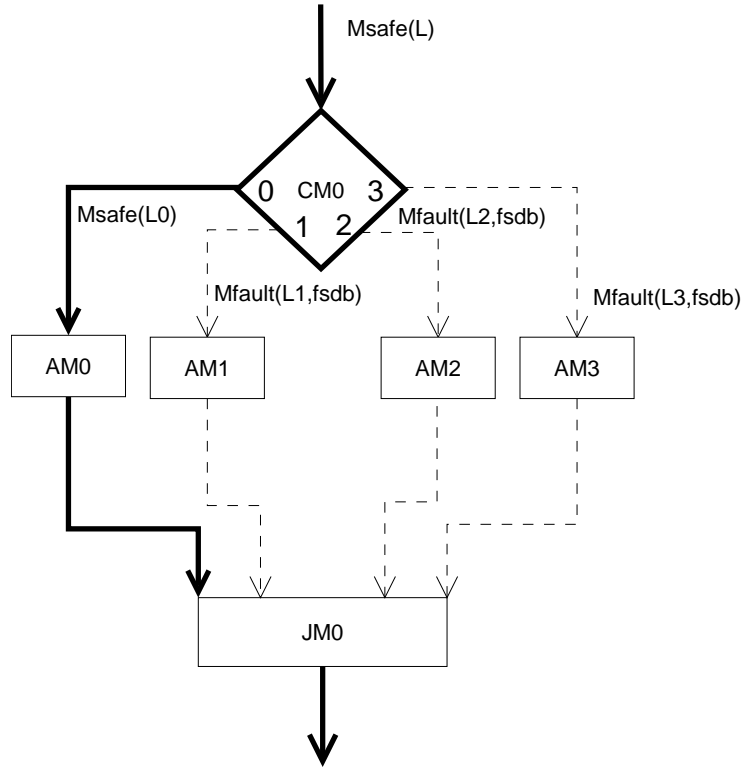 Msafe(L)
0
CM0
3
Msafe(L0)
1
2
Mfault(L2,fsdb)
Mfault(L1,fsdb)
Mfault(L3,fsdb)
AM0
AM1
AM2
AM3
JM0